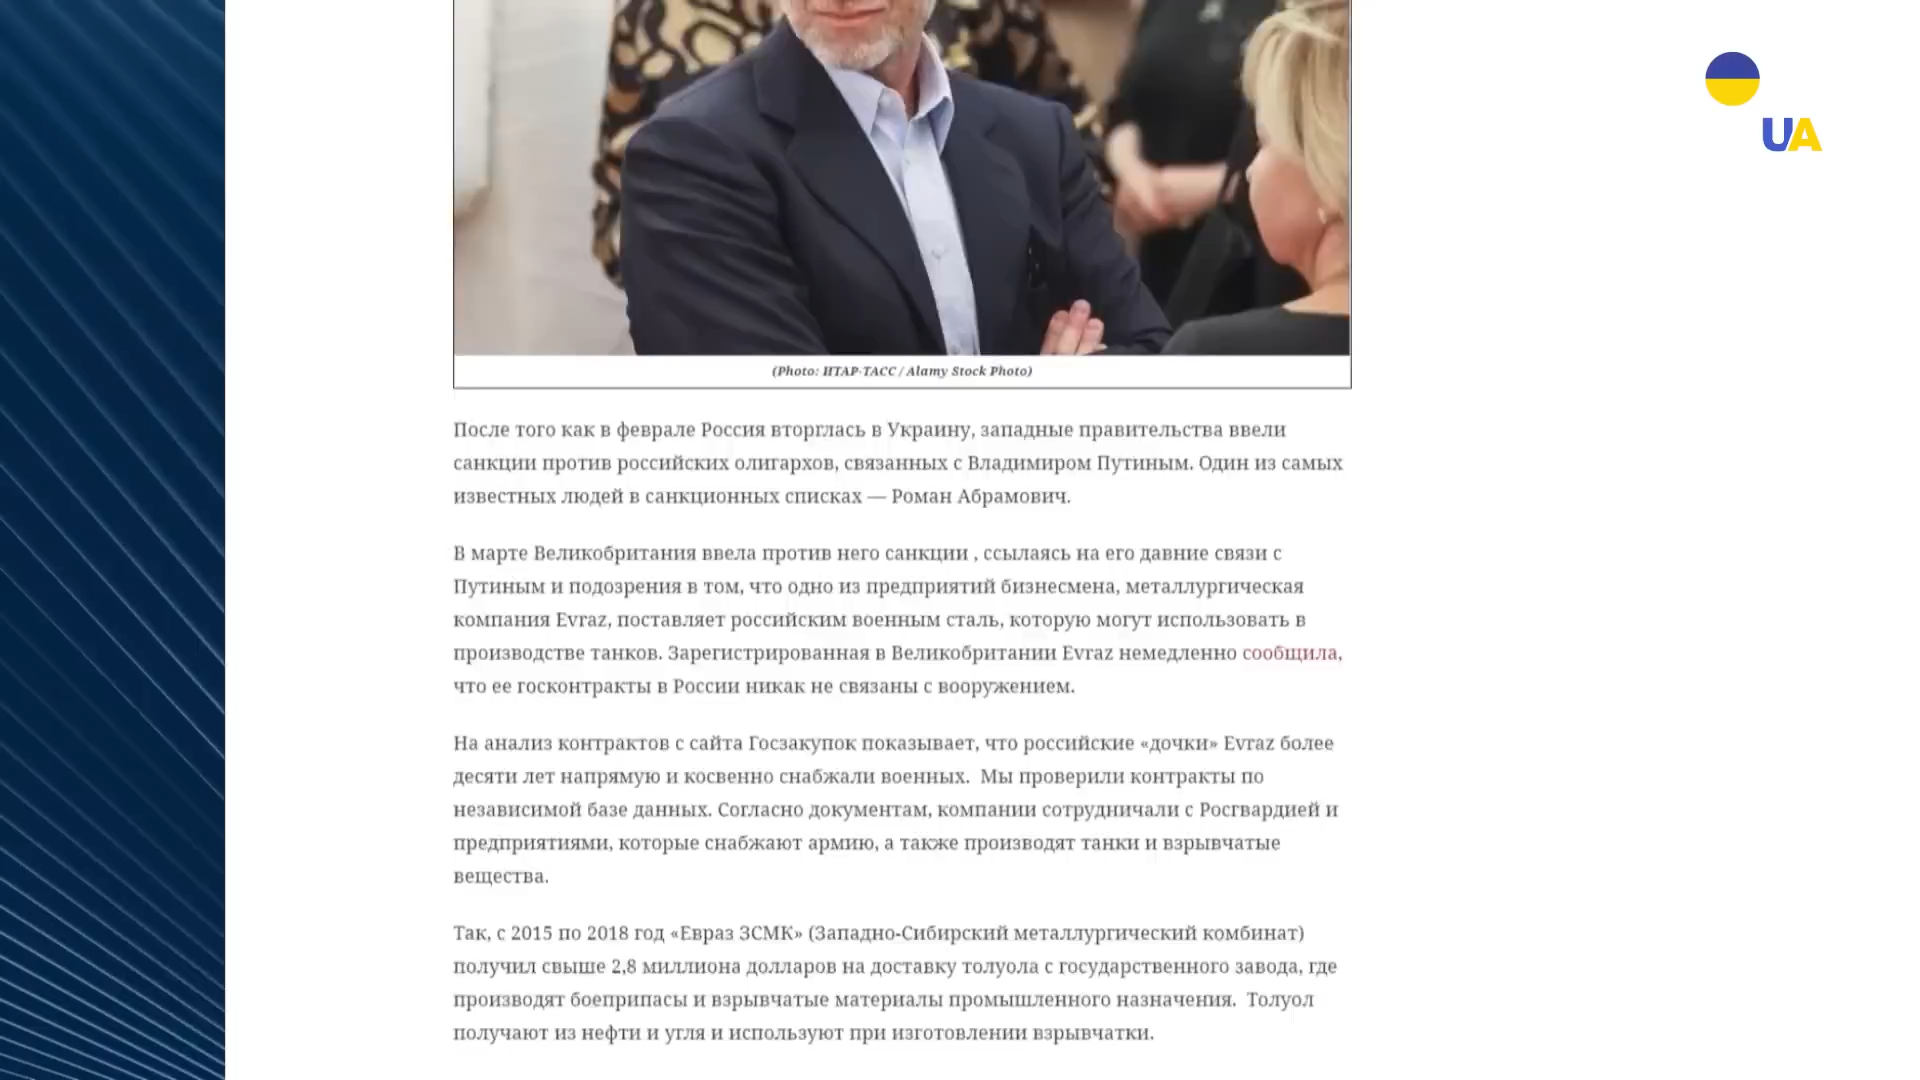 UA
(Photo: ИТАР-ТАСС / Alamy Stock Photo)
После того как в феврале Россия вторглась в Украину, западные правительства ввели
санкции против российских олигархов, связанных с Владимиром Путиным. Один из самых
известных людей в санкционных списках — Роман Абрамович.
В марте Великобритания ввела против него санкции , ссылаясь на его давние связи с
Путиным и подозрения в том, что одно из предприятий бизнесмена, металлургическая
компания Evraz, поставляет российским военным сталь, которую могут использовать в
производстве танков. Зарегистрированная в Великобритании Evraz немедленно сообщила,
что ее госконтракты в России никак не связаны с вооружением.
На анализ контрактов с сайта Госзакупок показывает, что российские «дочки» Evraz более
десяти лет напрямую и косвенно снабжали военных. Мы проверили контракты по
независимой базе данных. Согласно документам, компании сотрудничали с Росгвардией и
предприятиями, которые снабжают армию, а также производят танки и взрывчатые
вещества.
Так, с 2015 по 2018 год «Евраз ЗСМК» (Западно-Сибирский металлургический комбинат)
получил свыше 2,8 миллиона долларов на доставку толуола с государственного завода, где
производят боеприпасы и взрывчатые материалы промышленного назначения. Толуол
получают из нефти и угля и используют при изготовлении взрывчатки.